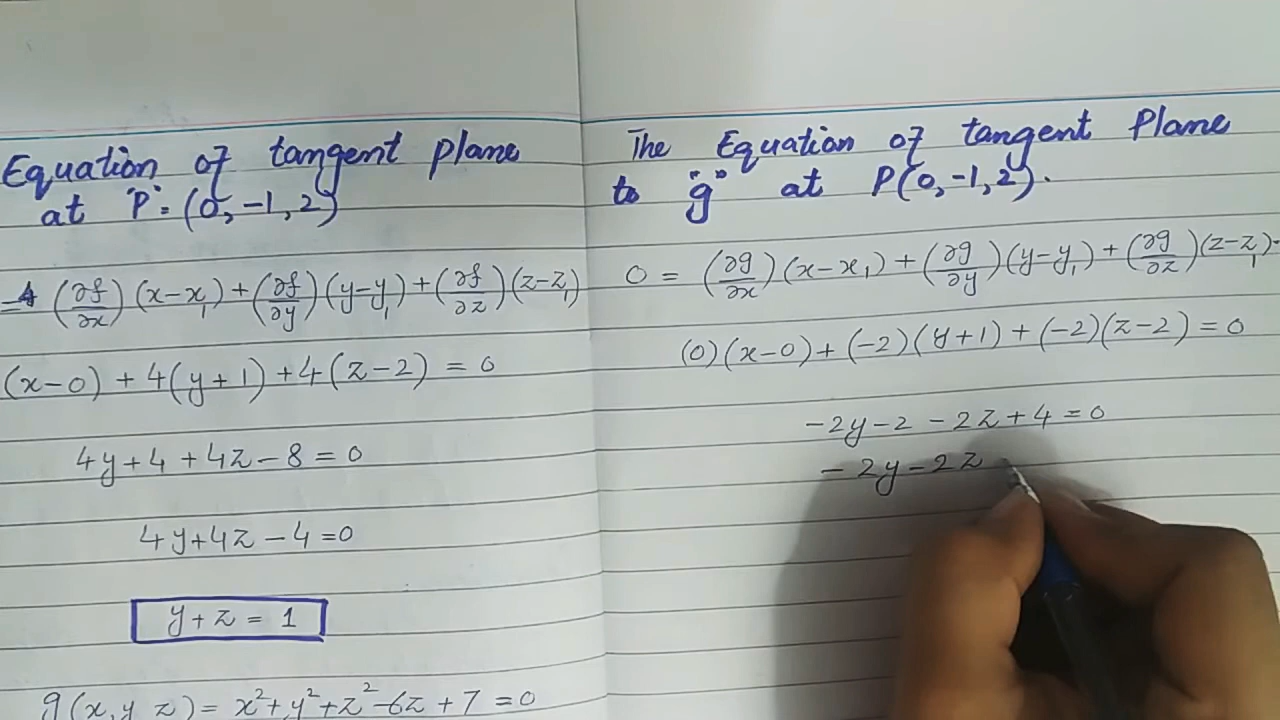 Equation of tangent plane
at "P": (0, -1, 2)
(∂f/∂x)(x-x₁)+(∂f/∂y)(y-y₁)+(∂f/∂z)(z-z₁)
(x-0)+4(y+1)+4(z-2) = 0
4y+4+4z-8=0
4y+4z-4=0
y+z = 1
g(x,y z)= x²+y²+z²-6z+7=0
The Equation of tangent Plane
to "g" at P(0,-1,2).
0 = (∂g/∂x)(x-x₁)+(∂g/∂y)(y-y₁)+(∂g/∂z)(z-z₁).
(0)(x-0)+(-2)(y+1)+(-2)(z-2)=0
-2y-2-2z+4=0
-2y-2z